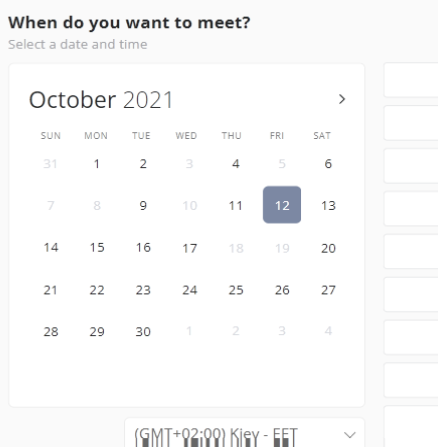 When do you want to meet?
Select a date and time
October 2021
SUN MON TUE WED THU FRI SAT
31 1 2 3 4 5 6
7 8 9 10 11 12 13
14 15 16 17 18 19 20
21 22 23 24 25 26 27
28 29 30 1 2 3 4
(GMT+02:00) Kiev - EET